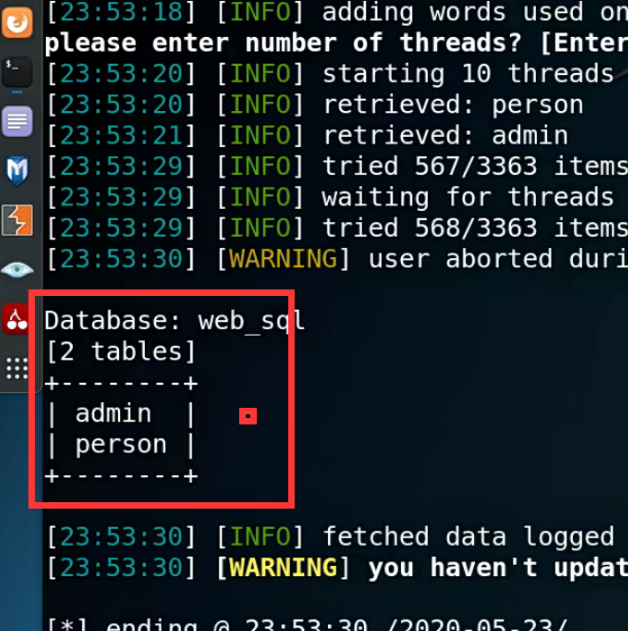 [23:53:18] [INFO] adding words used on
please enter number of threads? [Enter
[23:53:20] [INFO] starting 10 threads
[23:53:20] [INFO] retrieved: person
[23:53:21] [INFO] retrieved: admin
[23:53:29] [INFO] tried 567/3363 items
[23:53:29] [INFO] waiting for threads
[23:53:29] [INFO] tried 568/3363 items
[23:53:30] [WARNING] user aborted duri
Database: web_sql
[2 tables]
+--------+
| admin  |
| person |
+--------+
[23:53:30] [INFO] fetched data logged
[23:53:30] [WARNING] you haven't updat
[*] ending @ 23:53:30 /2020-05-23/